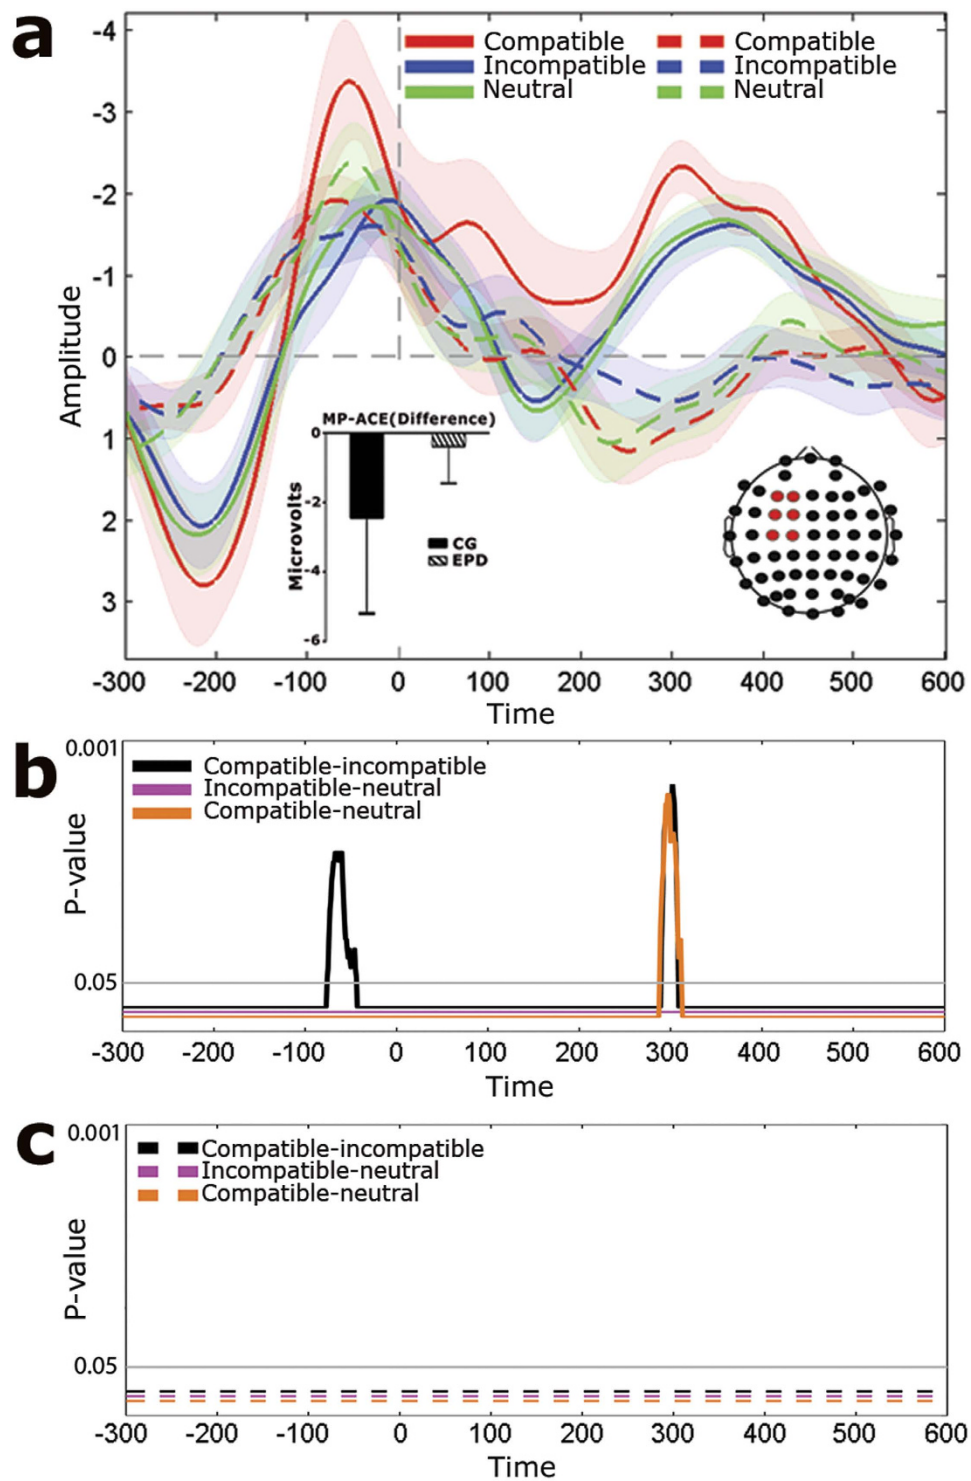 a
-4
-3
-2
-1
0
1
2
3
Amplitude
Compatible Compatible
Incompatible Incompatible
Neutral Neutral
MP-ACE(Difference)
0
-2
-4
-6
Microvolts
CG
EPD
-300 -200 -100 0 100 200 300 400 500 600
Time
b
0.001
0.05
P-value
Compatible-incompatible
Incompatible-neutral
Compatible-neutral
-300 -200 -100 0 100 200 300 400 500 600
Time
c
0.001
0.05
P-value
Compatible-incompatible
Incompatible-neutral
Compatible-neutral
-300 -200 -100 0 100 200 300 400 500 600
Time